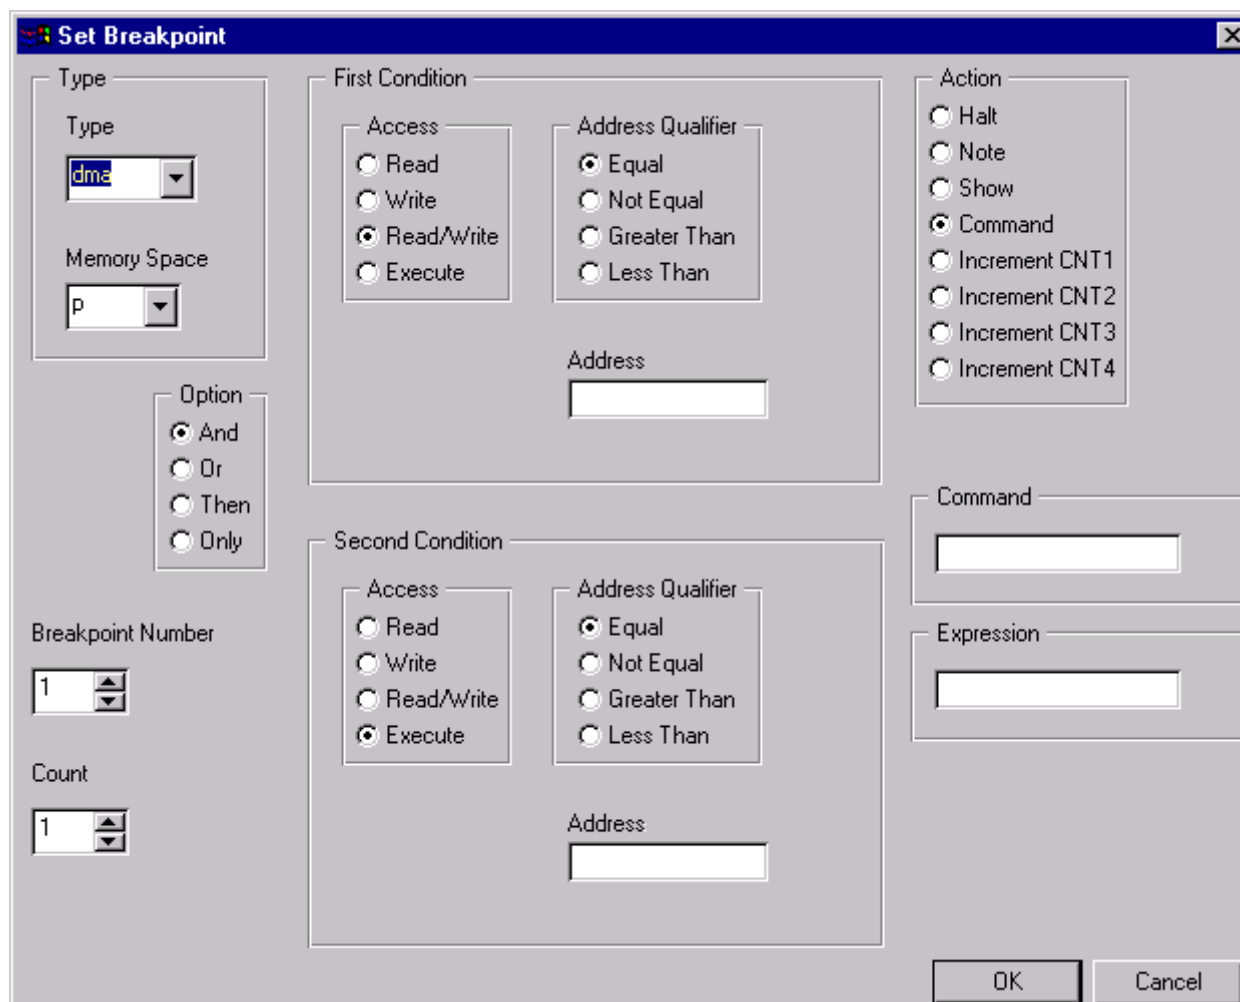 Set Breakpoint
Type
Type
dma
Memory Space
p
Option
And
Or
Then
Only
Breakpoint Number
1
Count
1
First Condition
Access
Read
Write
Read/Write
Execute
Address Qualifier
Equal
Not Equal
Greater Than
Less Than
Address
Second Condition
Access
Read
Write
Read/Write
Execute
Address Qualifier
Equal
Not Equal
Greater Than
Less Than
Address
Action
Halt
Note
Show
Command
Increment CNT1
Increment CNT2
Increment CNT3
Increment CNT4
Command
Expression
OK
Cancel